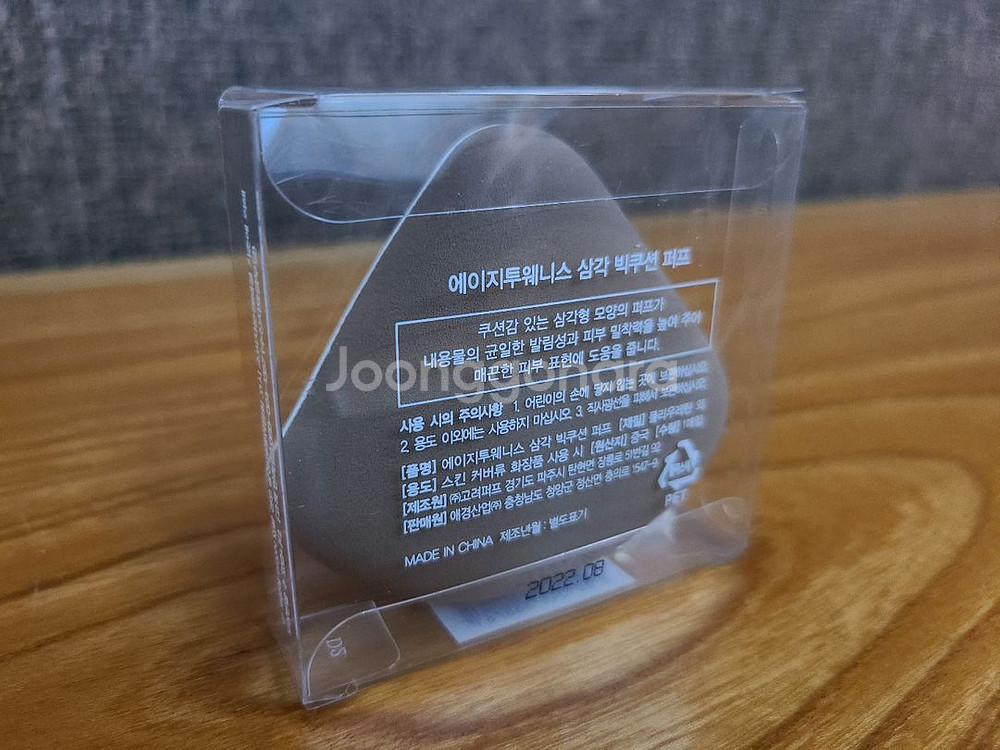 에이지투웨니스 삼각 빅쿠션 퍼프
쿠션감 있는 삼각형 모양의 퍼프가
내용물의 균일한 발림성과 피부 밀착력을 높여 주어
매끈한 피부 표현에 도움을 줍니다.
Joonggonara
사용 시의 주의사항 1. 어린이의 손에 닿지 않는 곳에 보관하십시오.
2. 용도 이외에는 사용하지 마십시오 3. 직사광선을 피해서 보관하십시오.
[품명] 에이지투웨니스 삼각 빅쿠션 퍼프 [재질] 폴리우레탄 외
[용도] 스킨 커버류 화장품 사용 시 [원산지] 중국 [수량] 1매입
[제조원] ㈜고려퍼프 경기도 파주시 탄현면 장릉로 51번길 92
[판매원] 애경산업㈜ 충청남도 청양군 정산면 충의로 1547-9
PET
MADE IN CHINA 제조년월 : 별도표기
2022.08
D5